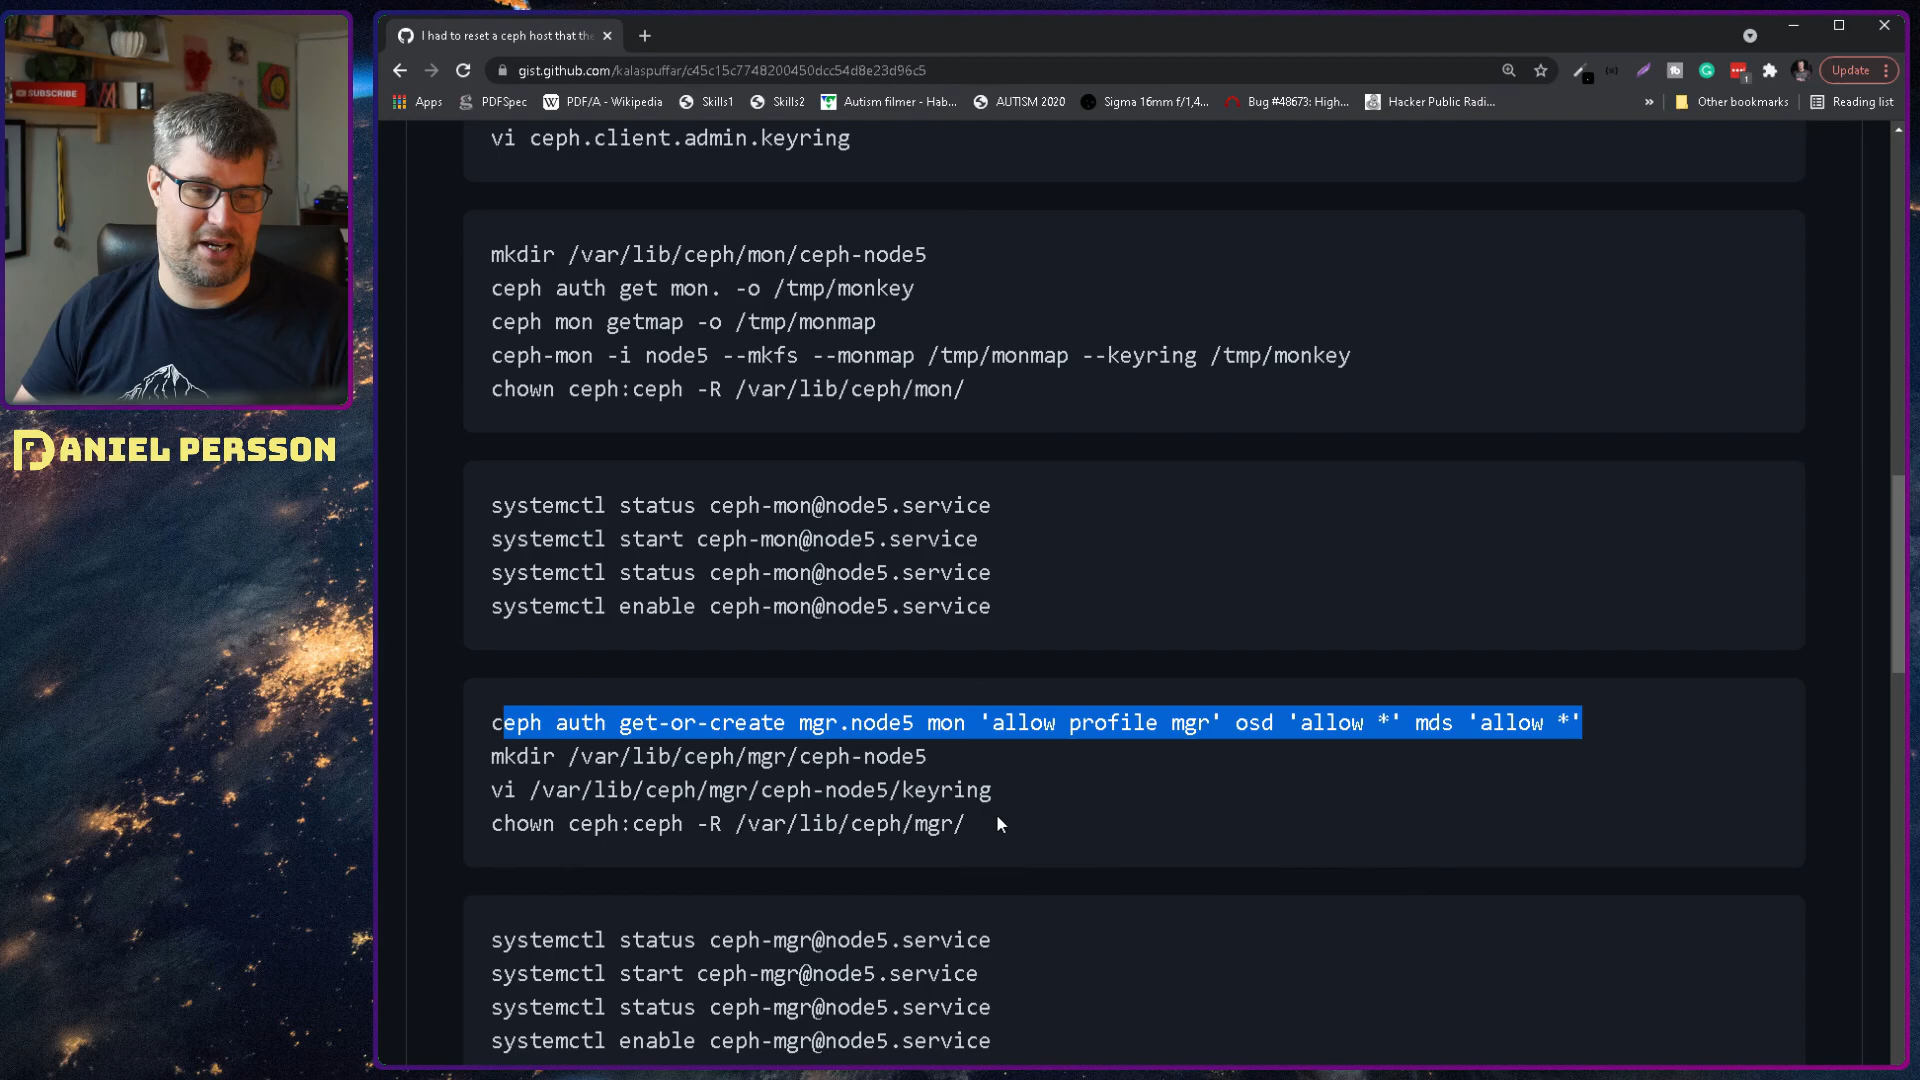 I had to reset a ceph host that the
gist.github.com/kalaspuffar/c45c15c7748200450dcc54d8e23d96c5
Update
Apps
PDFSpec
PDF/A - Wikipedia
Skills1
Skills2
Autism filmer - Hab...
AUTISM 2020
Sigma 16mm f/1,4...
Bug #48673: High...
Hacker Public Radi...
»
Other bookmarks
Reading list
SUBSCRIBE
DANIEL PERSSON
vi ceph.client.admin.keyring
mkdir /var/lib/ceph/mon/ceph-node5
ceph auth get mon. -o /tmp/monkey
ceph mon getmap -o /tmp/monmap
ceph-mon -i node5 --mkfs --monmap /tmp/monmap --keyring /tmp/monkey
chown ceph:ceph -R /var/lib/ceph/mon/
systemctl status ceph-mon@node5.service
systemctl start ceph-mon@node5.service
systemctl status ceph-mon@node5.service
systemctl enable ceph-mon@node5.service
ceph auth get-or-create mgr.node5 mon 'allow profile mgr' osd 'allow *' mds 'allow *'
mkdir /var/lib/ceph/mgr/ceph-node5
vi /var/lib/ceph/mgr/ceph-node5/keyring
chown ceph:ceph -R /var/lib/ceph/mgr/
systemctl status ceph-mgr@node5.service
systemctl start ceph-mgr@node5.service
systemctl status ceph-mgr@node5.service
systemctl enable ceph-mgr@node5.service